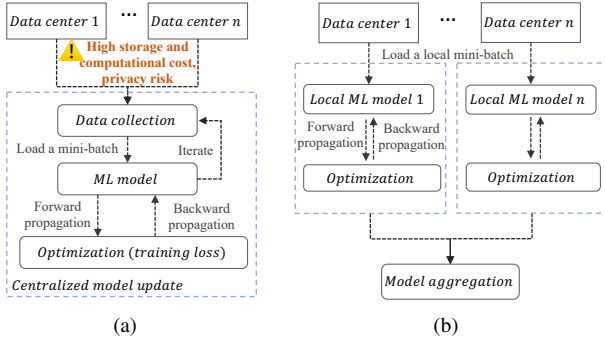 Data center 1
...
Data center n
High storage and
computational cost,
privacy risk
Data collection
Load a mini-batch
Iterate
ML model
Forward
propagation
Backward
propagation
Optimization (training loss)
Centralized model update
(a)
Data center 1
...
Data center n
Load a local mini-batch
...
Local ML model 1
Local ML model n
Forward
propagation
Backward
propagation
Optimization
Optimization
Model aggregation
(b)